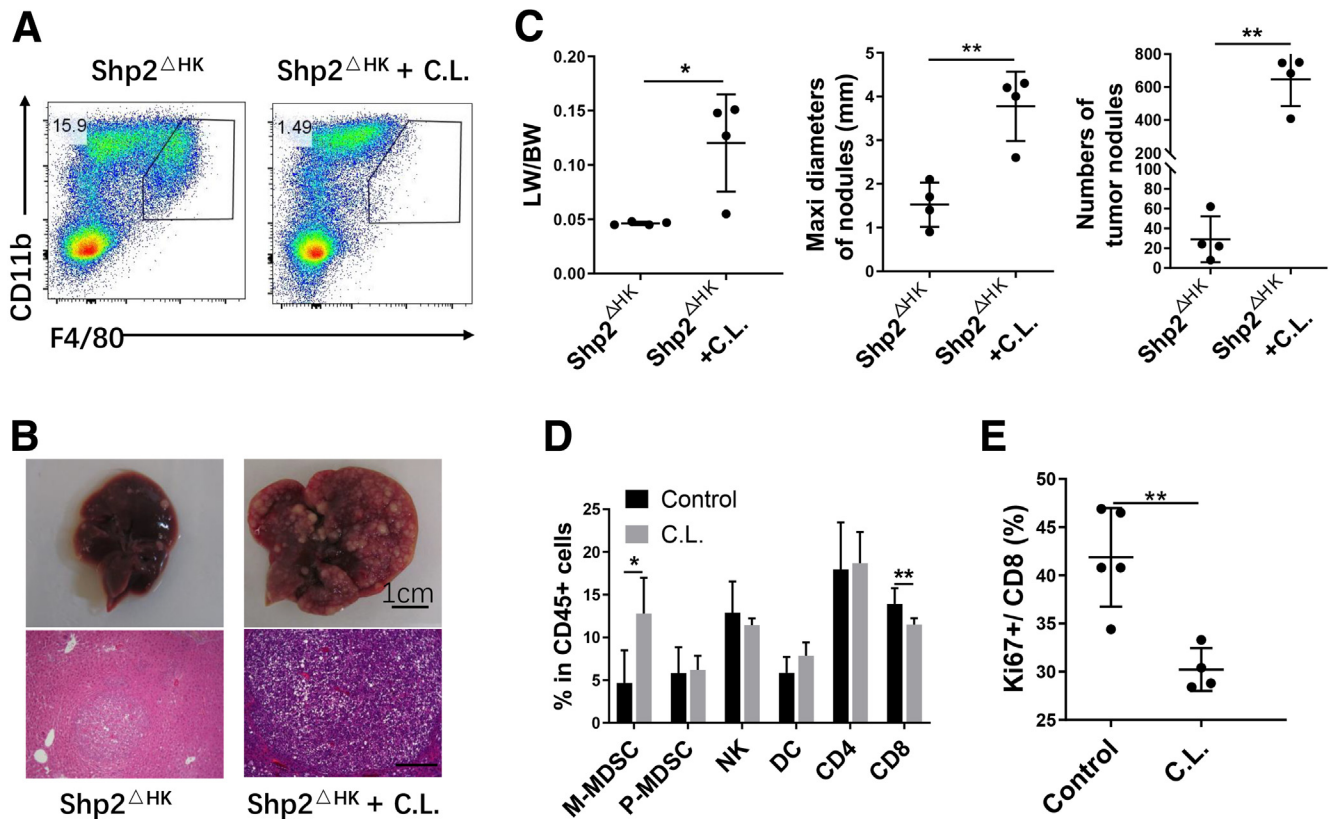 A
Shp2△HK
Shp2△HK + C.L.
15.9
1.49
CD11b
F4/80
B
1cm
Shp2△HK
Shp2△HK + C.L.
C
LW/BW
0.20
0.15
0.10
0.05
0.00
*
Shp2△HK
Shp2△HK
+C.L.
Maxi diameters
of nodules (mm)
5
4
3
2
1
0
**
Shp2△HK
Shp2△HK
+C.L.
Numbers of
tumor nodules
800
600
400
200
100
80
60
40
20
0
**
Shp2△HK
Shp2△HK
+C.L.
D
Control
C.L.
% in CD45+ cells
25
20
15
10
5
0
*
**
M-MDSC
P-MDSC
NK
DC
CD4
CD8
E
Ki67+/ CD8 (%)
50
45
40
35
30
25
**
Control
C.L.